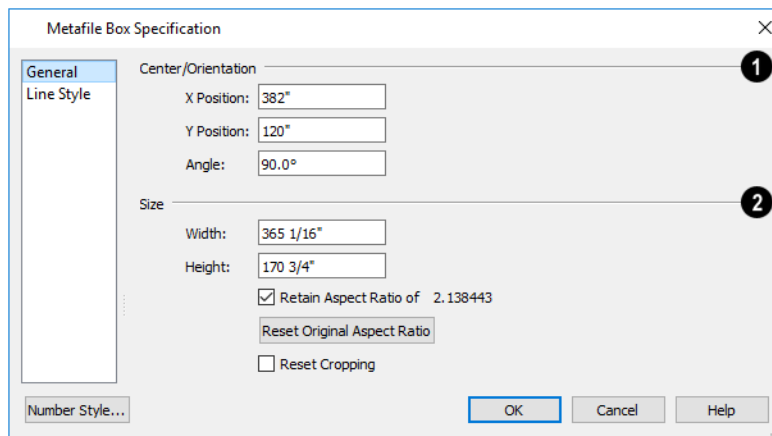 Metafile Box Specification
General
Line Style
Center/Orientation
1
X Position: 382"
Y Position: 120"
Angle: 90.0°
Size
2
Width: 365 1/16"
Height: 170 3/4"
Retain Aspect Ratio of 2.138443
Reset Original Aspect Ratio
Reset Cropping
Number Style...
OK
Cancel
Help